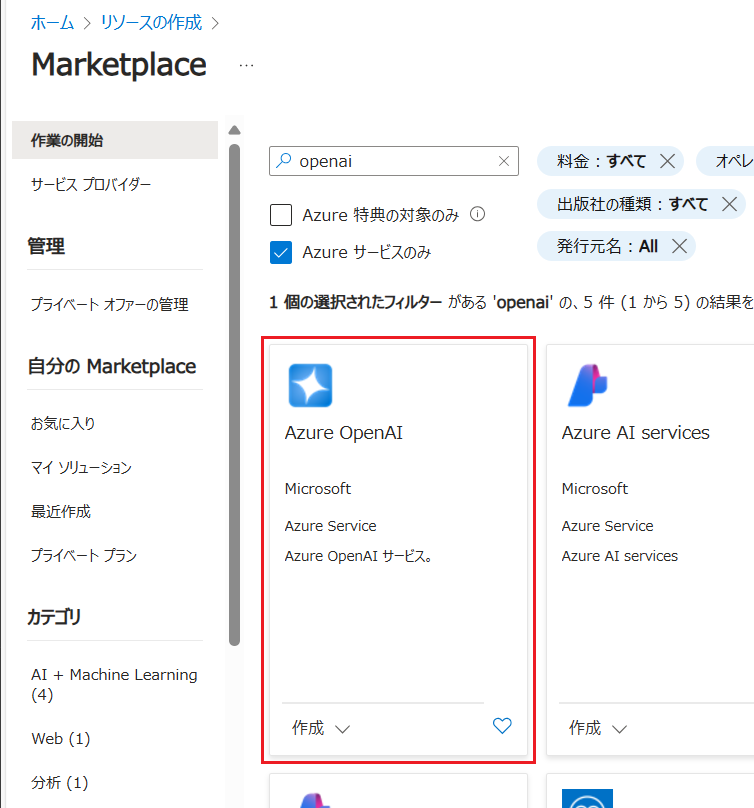 ホーム > リソースの作成 >
Marketplace ...
作業の開始
サービス プロバイダー
管理
プライベート オファーの管理
自分の Marketplace
お気に入り
マイ ソリューション
最近作成
プライベート プラン
カテゴリ
AI + Machine Learning
(4)
Web (1)
分析 (1)
openai
料金 : すべて
オペレ
Azure 特典の対象のみ
出版社の種類 : すべて
Azure サービスのみ
発行元名 : All
1 個の選択されたフィルター がある 'openai' の、5 件 (1 から 5) の結果を
Azure OpenAI
Microsoft
Azure Service
Azure OpenAI サービス。
作成
Azure AI services
Microsoft
Azure Service
Azure AI services
作成